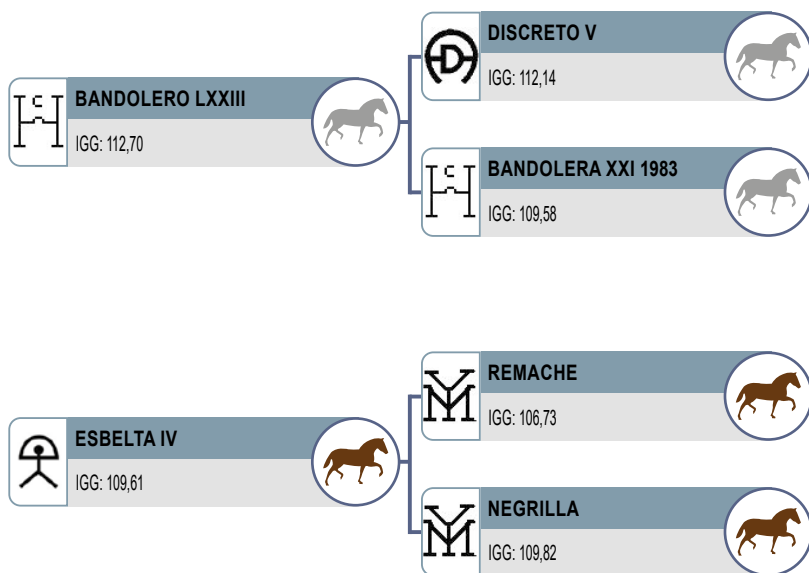 DISCRETO V
IGG: 112,14
BANDOLERO LXXIII
IGG: 112,70
BANDOLERA XXI 1983
IGG: 109,58
REMACHE
IGG: 106,73
ESBELTA IV
IGG: 109,61
NEGRILLA
IGG: 109,82